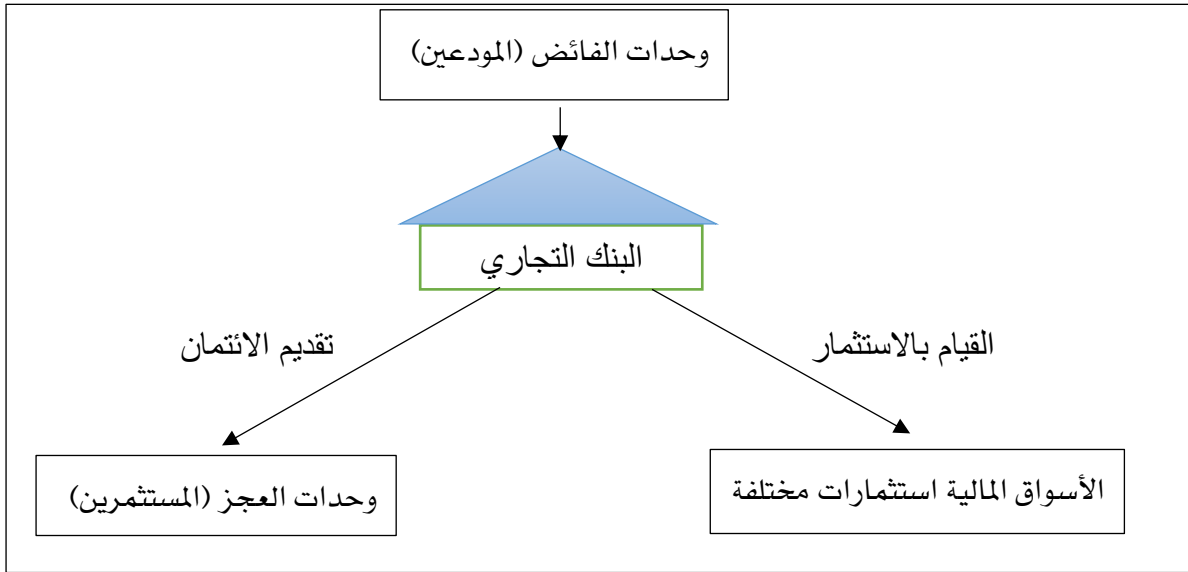 وحدات الفائض (المودعين)
البنك التجاري
القيام بالاستثمار
تقديم الائتمان
الأسواق المالية استثمارات مختلفة
وحدات العجز (المستثمرين)